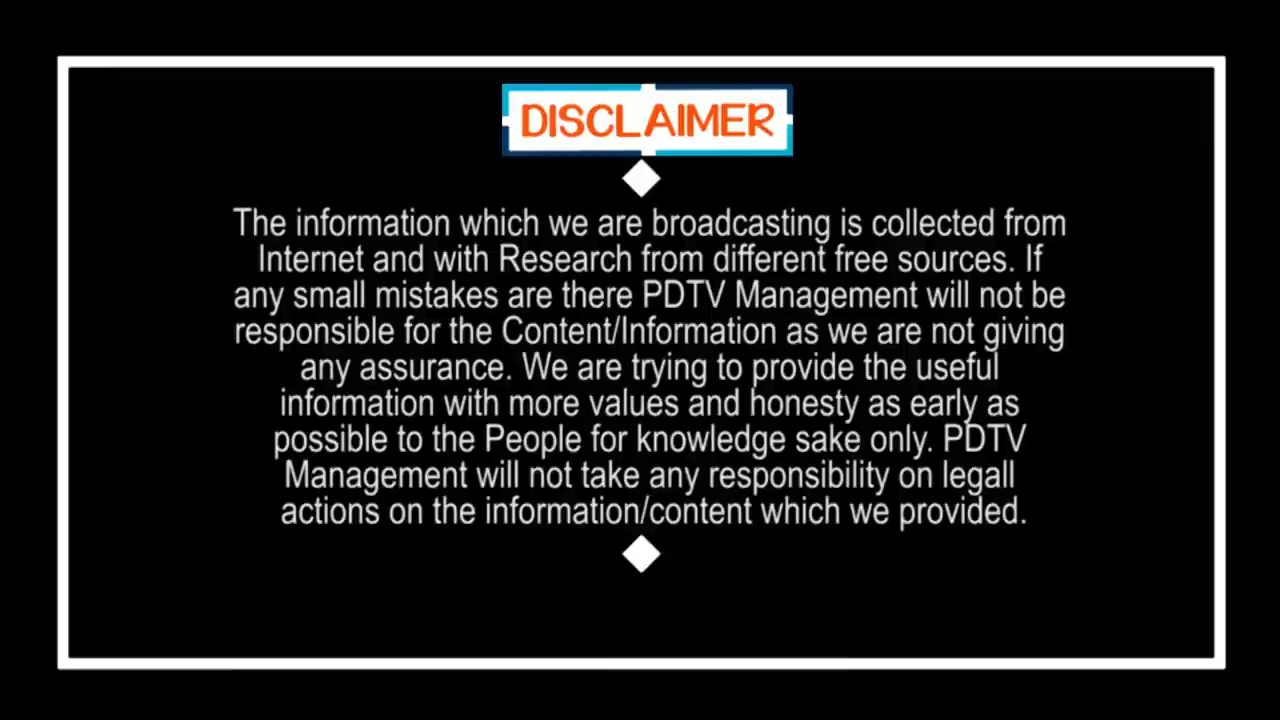 DISCLAIMER
The information which we are broadcasting is collected from
Internet and with Research from different free sources. If
any small mistakes are there PDTV Management will not be
responsible for the Content/Information as we are not giving
any assurance. We are trying to provide the useful
information with more values and honesty as early as
possible to the People for knowledge sake only. PDTV
Management will not take any responsibility on legall
actions on the information/content which we provided.